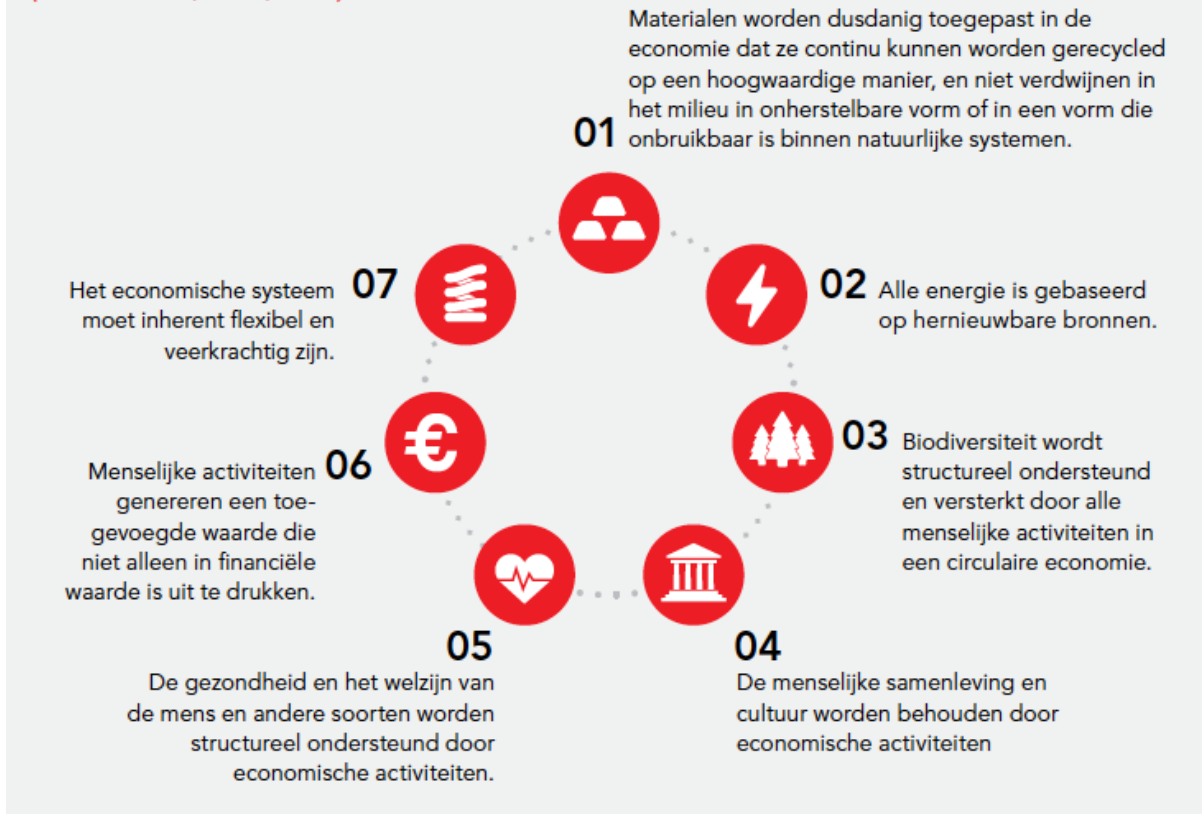 Materialen worden dusdanig toegepast in de
economie dat ze continu kunnen worden gerecycled
op een hoogwaardige manier, en niet verdwijnen in
het milieu in onherstelbare vorm of in een vorm die
01 onbruikbaar is binnen natuurlijke systemen.
02 Alle energie is gebaseerd
op hernieuwbare bronnen.
03 Biodiversiteit wordt
structureel ondersteund
en versterkt door alle
menselijke activiteiten in
een circulaire economie.
04
De menselijke samenleving en
cultuur worden behouden door
economische activiteiten
05
De gezondheid en het welzijn van
de mens en andere soorten worden
structureel ondersteund door
economische activiteiten.
Menselijke activiteiten 06
genereren een toe-
gevoegde waarde die
niet alleen in financiële
waarde is uit te drukken.
€
Het economische systeem 07
moet inherent flexibel en
veerkrachtig zijn.